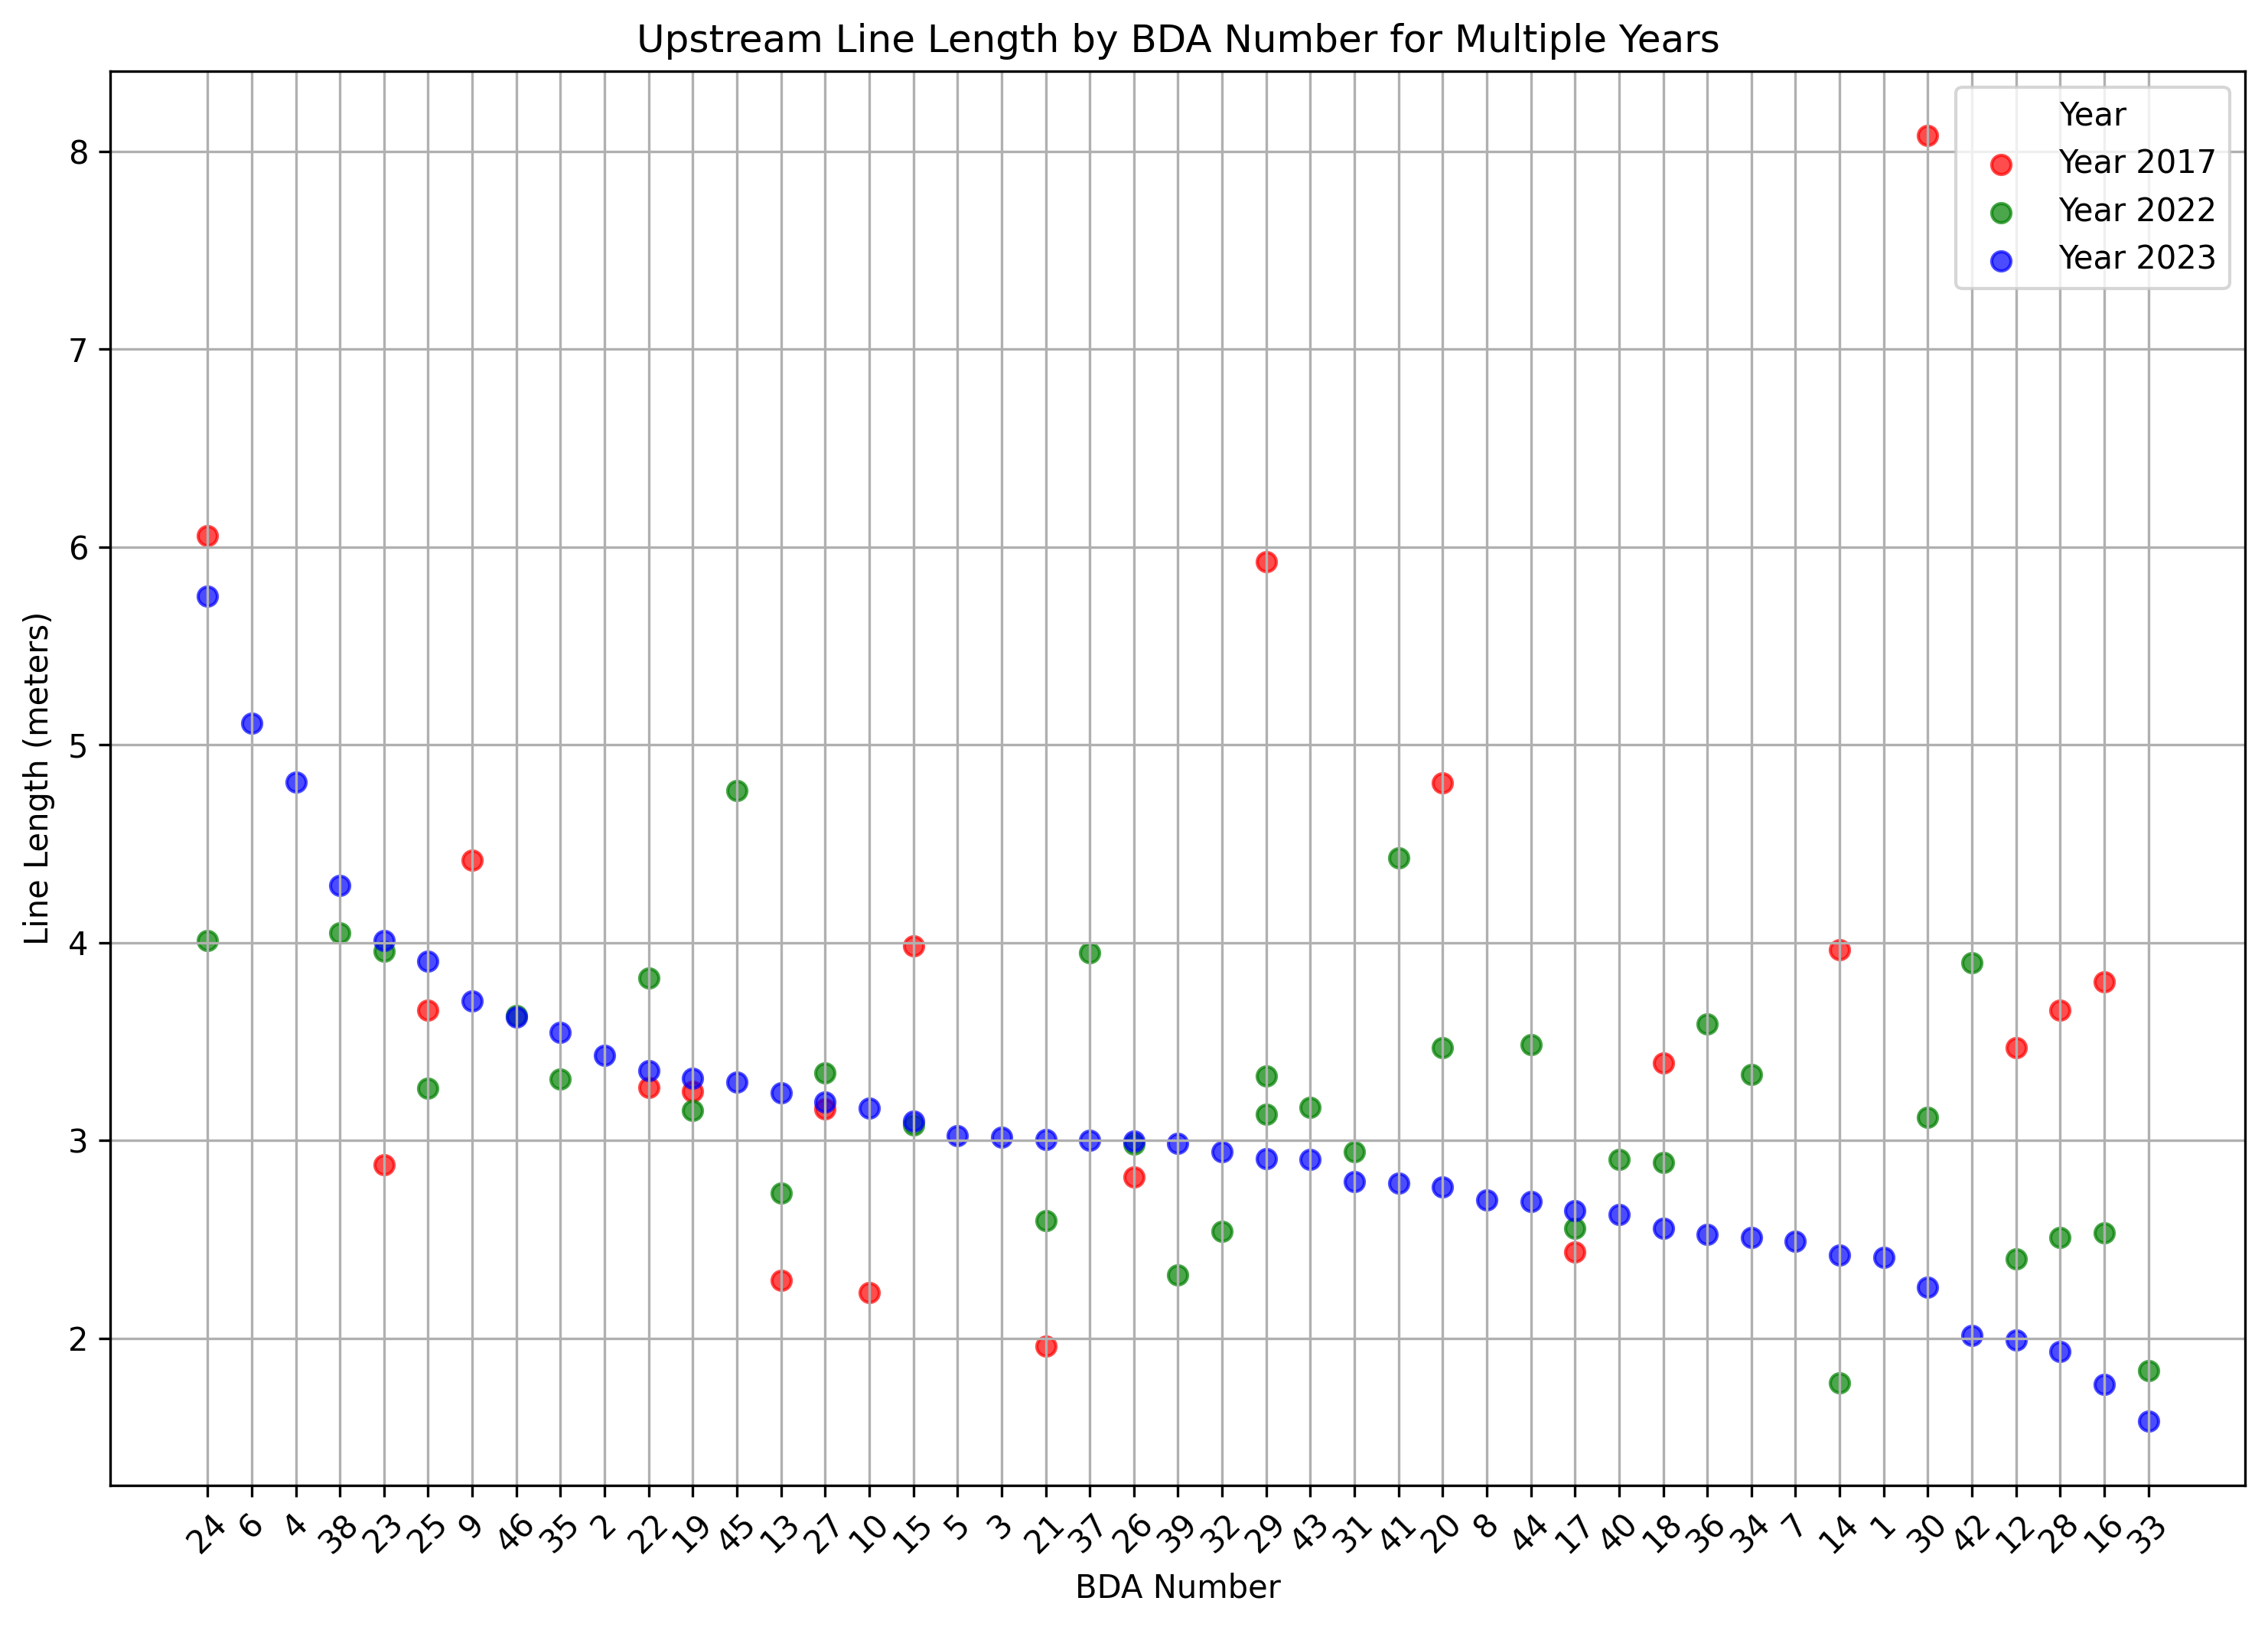 Upstream Line Length by BDA Number for Multiple Years
Year
Year 2017
Year 2022
Year 2023
Line Length (meters)
8
7
6
5
4
3
2
24 6 4 38 23 25 9 46 35 2 22 19 45 13 27 10 15 5 3 21 37 26 39 32 29 43 31 41 20 8 44 17 40 18 36 34 7 14 1 30 42 12 28 16 33
BDA Number